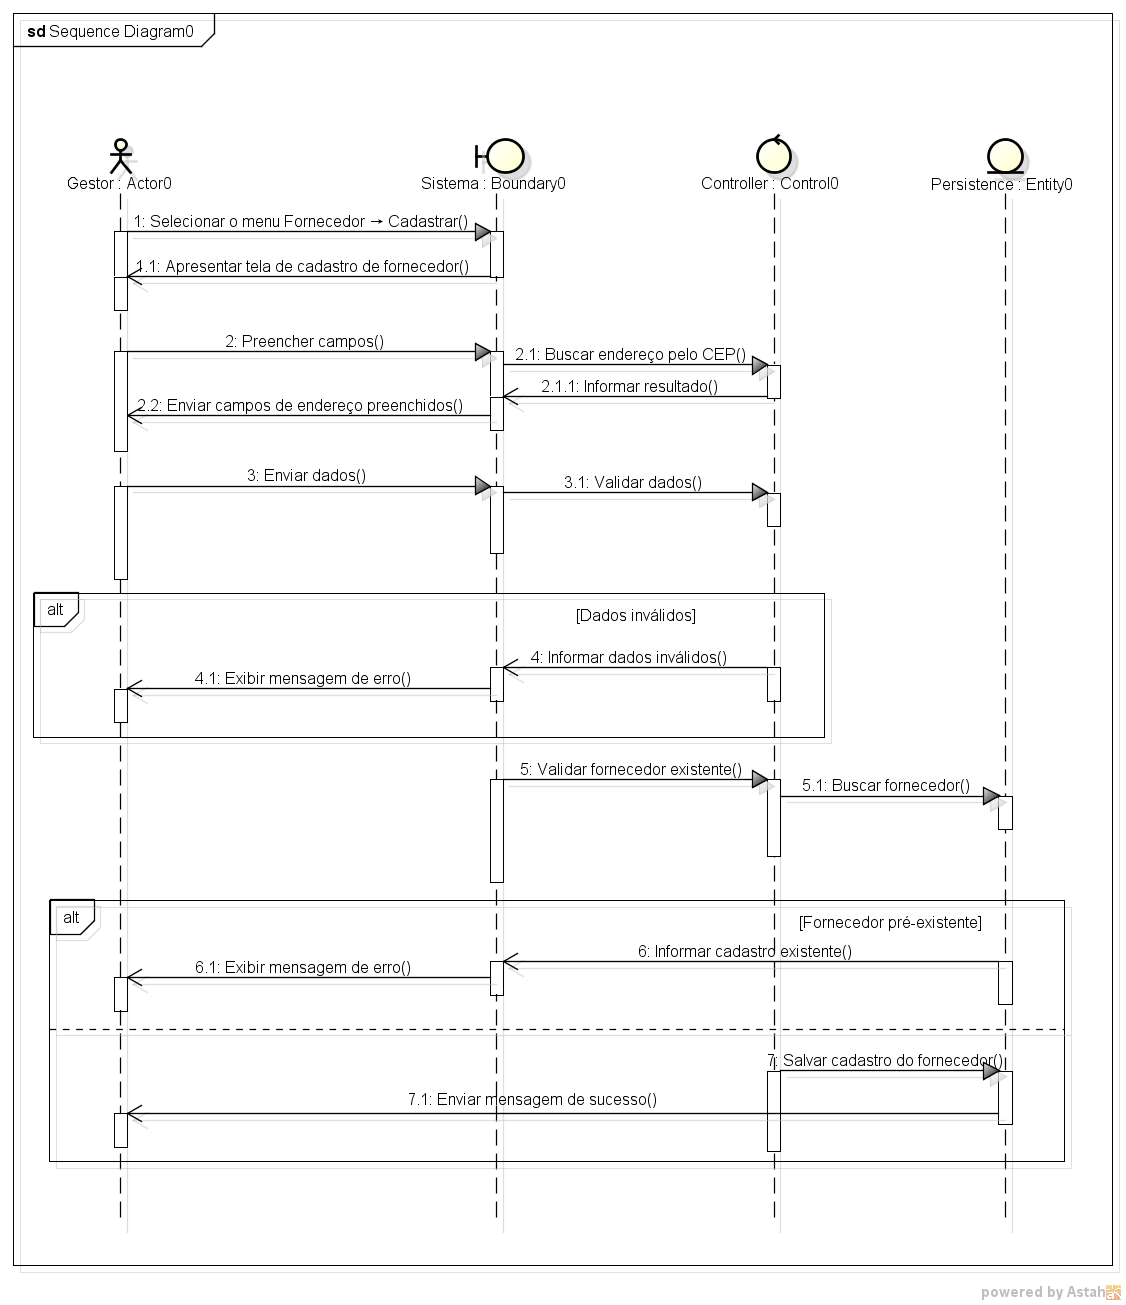 sd Sequence Diagram0
Gestor : Actor0
Sistema : Boundary0
Controller : Control0
Persistence : Entity0
1: Selecionar o menu Fornecedor → Cadastrar()
1.1: Apresentar tela de cadastro de fornecedor()
2: Preencher campos()
2.1: Buscar endereço pelo CEP()
2.1.1: Informar resultado()
2.2: Enviar campos de endereço preenchidos()
3: Enviar dados()
3.1: Validar dados()
alt
[Dados inválidos]
4: Informar dados inválidos()
4.1: Exibir mensagem de erro()
5: Validar fornecedor existente()
5.1: Buscar fornecedor()
alt
[Fornecedor pré-existente]
6: Informar cadastro existente()
6.1: Exibir mensagem de erro()
7: Salvar cadastro do fornecedor()
7.1: Enviar mensagem de sucesso()
powered by Astah